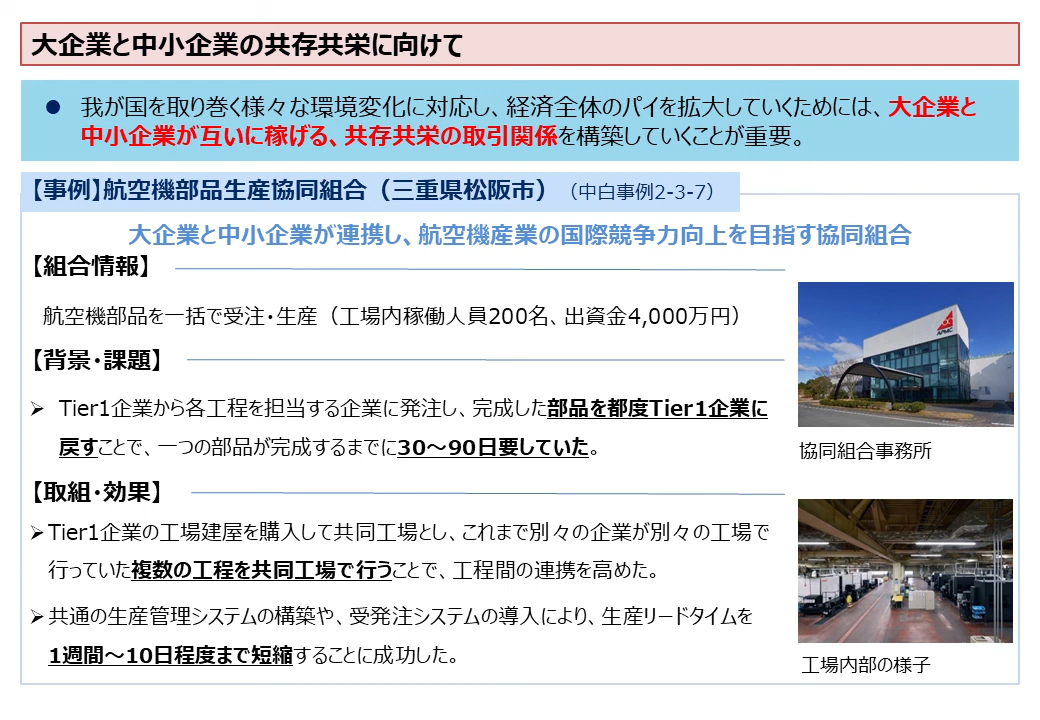 大企業と中小企業の共存共栄に向けて
● 我が国を取り巻く様々な環境変化に対応し、経済全体のパイを拡大していくためには、大企業と
中小企業が互いに稼げる、共存共栄の取引関係を構築していくことが重要。
【事例】航空機部品生産協同組合（三重県松阪市）（中白事例2-3-7）
大企業と中小企業が連携し、航空機産業の国際競争力向上を目指す協同組合
【組合情報】
航空機部品を一括で受注・生産（工場内稼働人員200名、出資金4,000万円）
【背景・課題】
➢ Tier1企業から各工程を担当する企業に発注し、完成した部品を都度Tier1企業に
戻すことで、一つの部品が完成するまでに30～90日要していた。
【取組・効果】
➢Tier1企業の工場建屋を購入して共同工場とし、これまで別々の企業が別々の工場で
行っていた複数の工程を共同工場で行うことで、工程間の連携を高めた。
➢共通の生産管理システムの構築や、受発注システムの導入により、生産リードタイムを
1週間～10日程度まで短縮することに成功した。
APMC
協同組合事務所
工場内部の様子